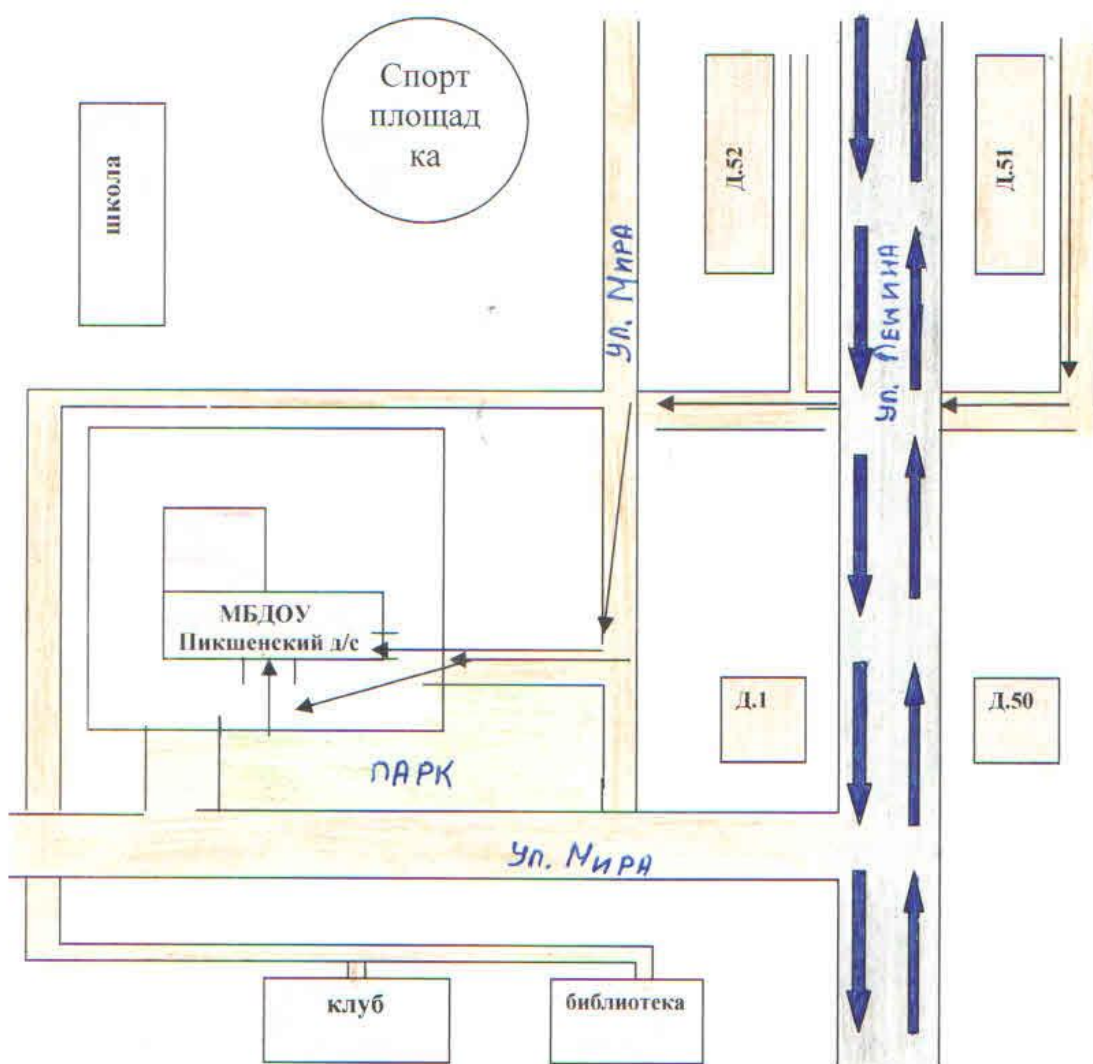 Спорт
площад
ка
школа
Д.52
Д.51
Ул. Мира
Ул. Ленина
МБДОУ
Пикшенский д/с
Д.1
Д.50
ПАРК
Ул. Мира
клуб
библиотека